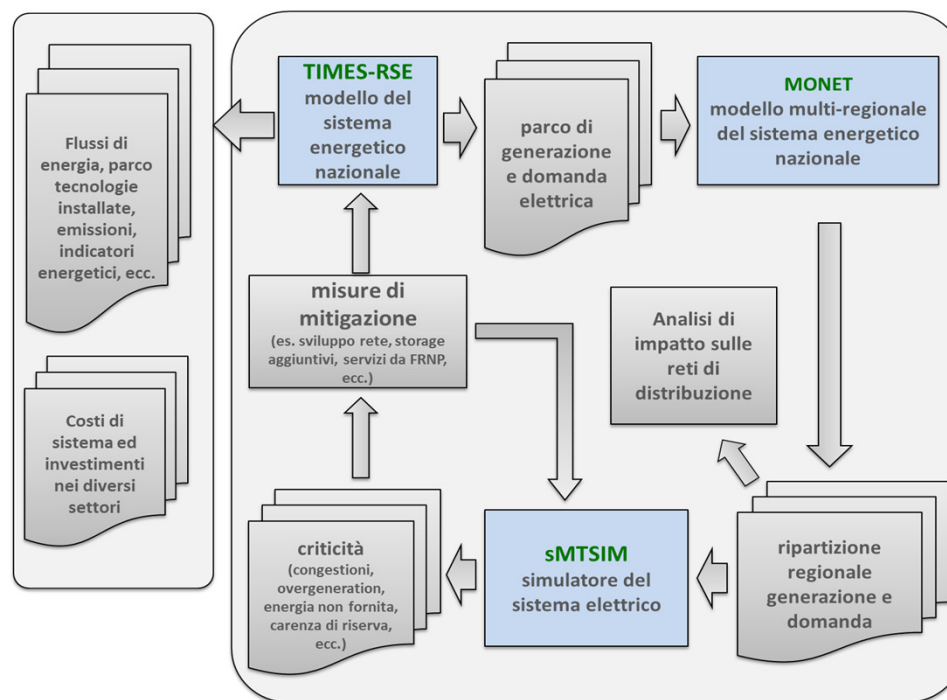 Flussi di
energia, parco
tecnologie
installate,
emissioni,
indicatori
energetici, ecc.
Costi di
sistema ed
investimenti
nei diversi
settori
TIMES-RSE
modello del
sistema
energetico
nazionale
parco di
generazione
e domanda
elettrica
MONET
modello multi-regionale
del sistema energetico
nazionale
misure di
mitigazione
(es. sviluppo rete, storage
aggiuntivi, servizi da FRNP,
ecc.)
Analisi di
impatto sulle
reti di
distribuzione
criticità
(congestioni,
overgeneration,
energia non fornita,
carenza di riserva,
ecc.)
sMTSIM
simulatore del
sistema elettrico
ripartizione
regionale
generazione e
domanda